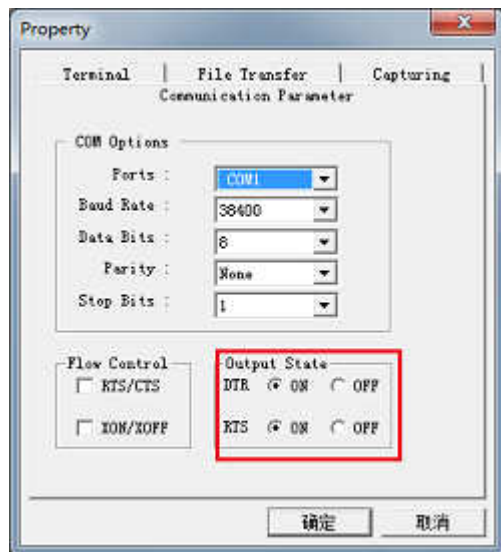 Property
Terminal | File Transfer | Capturing |
Communication Parameter
COM Options
Ports : COM1
Baud Rate : 38400
Data Bits : 8
Parity : None
Stop Bits : 1
Flow Control
RTS/CTS
XON/XOFF
Output State
DTR ON OFF
RTS ON OFF
确定 取消